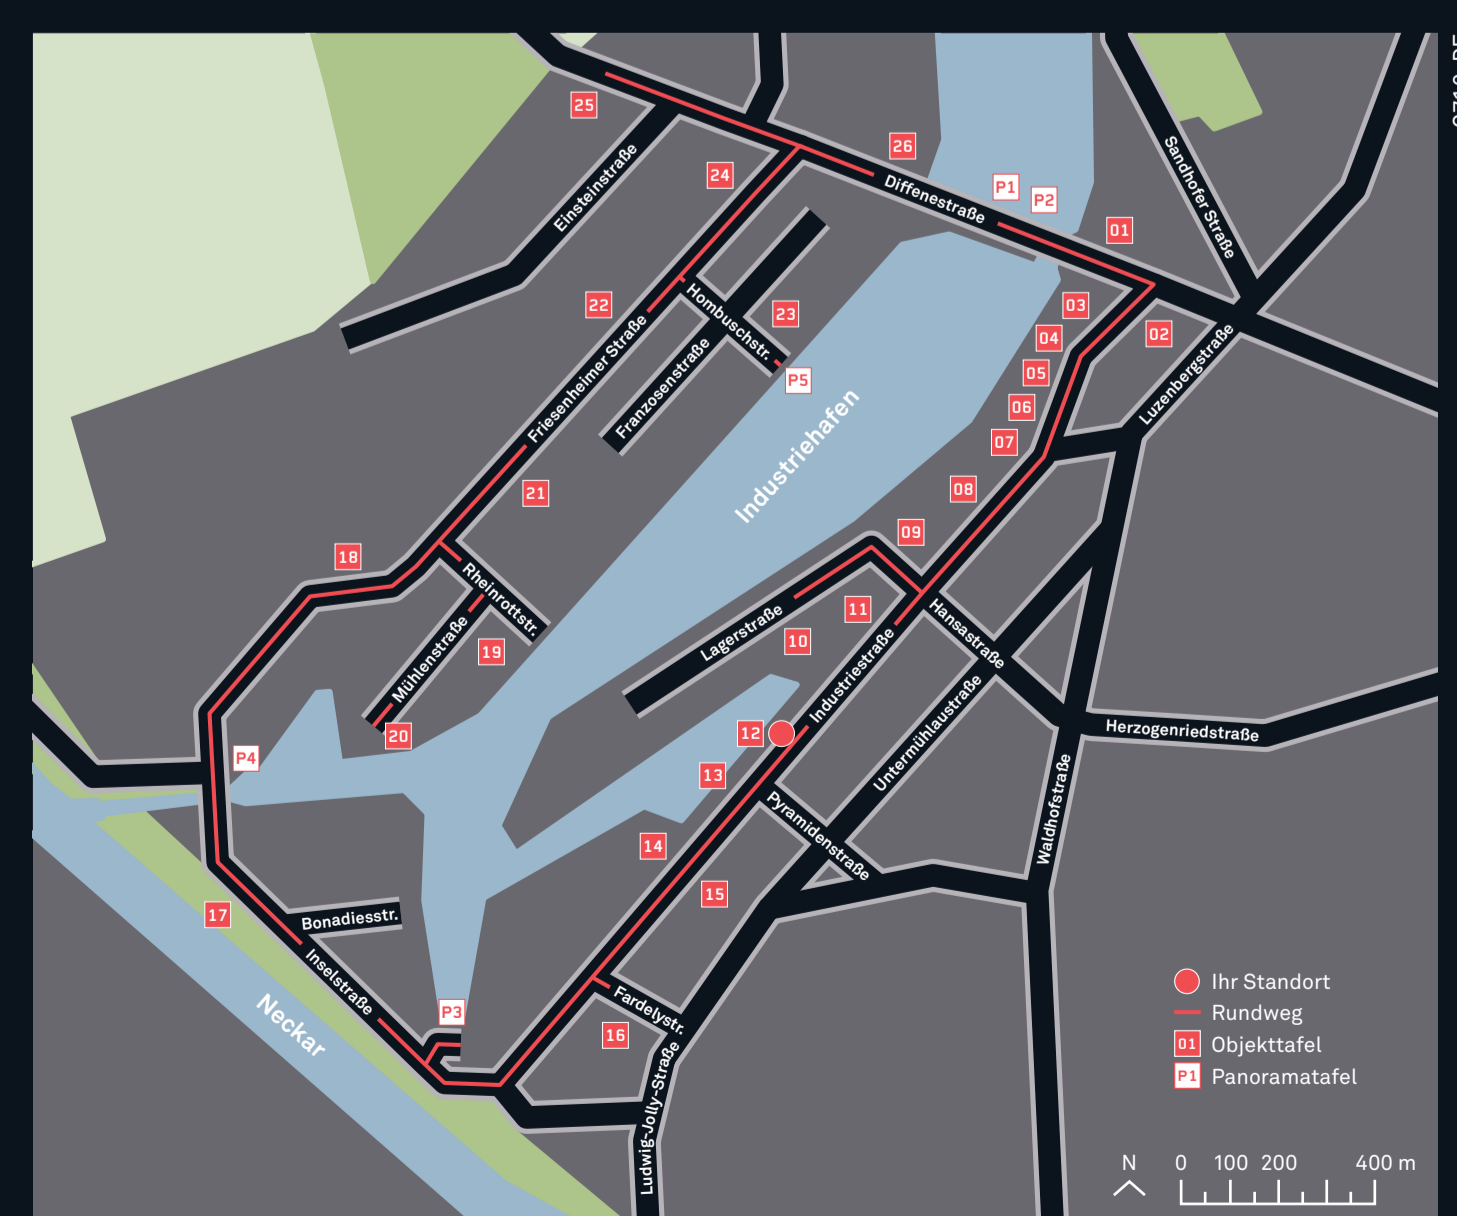 25
26
24
Einsteinstraße
Diffenestraße
P1
P2
01
Sandhofer Straße
22
Hombuschstr.
23
03
02
04
05
06
07
Luzenbergstraße
P5
Friesenheimer Straße
Franzosenstraße
Industriehafen
21
08
09
18
Rheinrottstr.
Mühlenstraße
19
20
Lagerstraße
11
10
Hansastraße
Industriestraße
12
13
Untermühlaustraße
Herzogenriedstraße
P4
14
Pyramidenstraße
Waldhofstraße
15
17
Bonadiesstr.
Inselstraße
Neckar
P3
Fardelystr.
16
Ludwig-Jolly-Straße
Ihr Standort
Rundweg
01 Objekttafel
P1 Panoramatafel
N 0 100 200 400 m